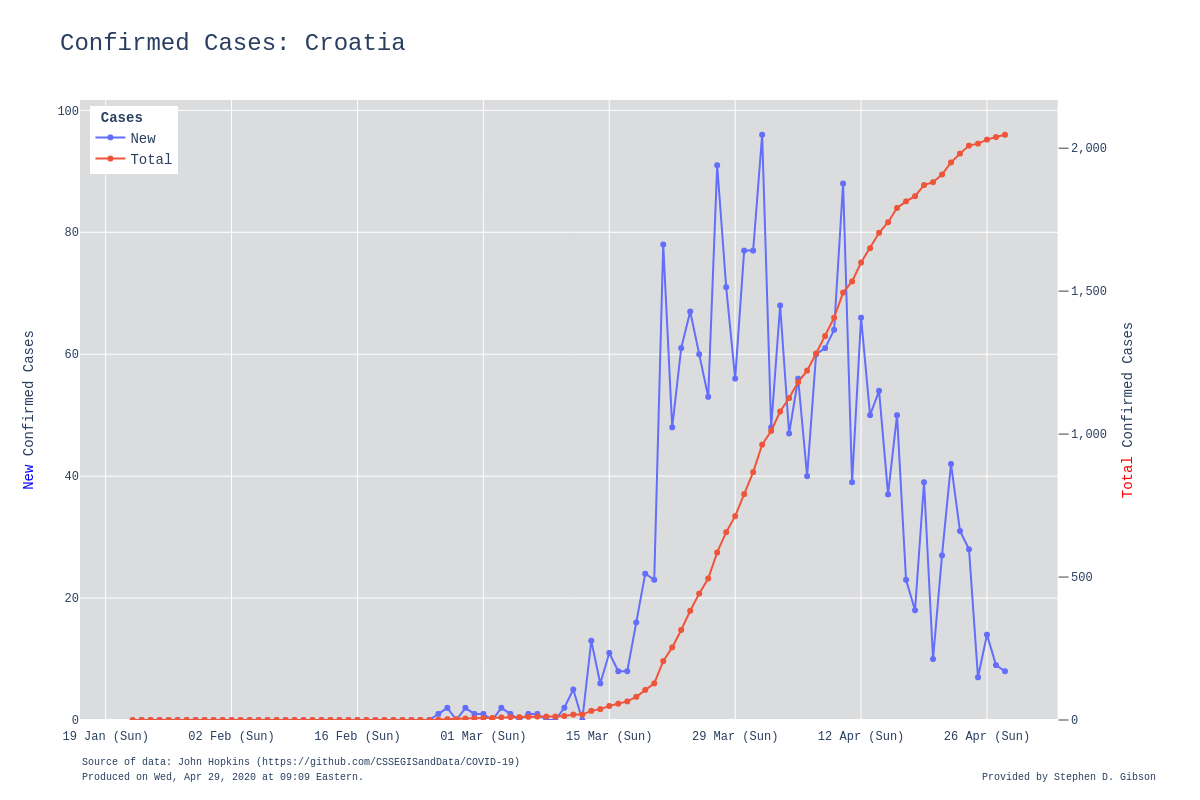 Confirmed Cases: Croatia
Cases
New
Total
100
80
60
40
20
0
2,000
1,500
1,000
500
0
New Confirmed Cases
Total Confirmed Cases
19 Jan (Sun) 02 Feb (Sun) 16 Feb (Sun) 01 Mar (Sun) 15 Mar (Sun) 29 Mar (Sun) 12 Apr (Sun) 26 Apr (Sun)
Source of data: John Hopkins (https://github.com/CSSEGISandData/COVID-19)
Produced on Wed, Apr 29, 2020 at 09:09 Eastern.
Provided by Stephen D. Gibson